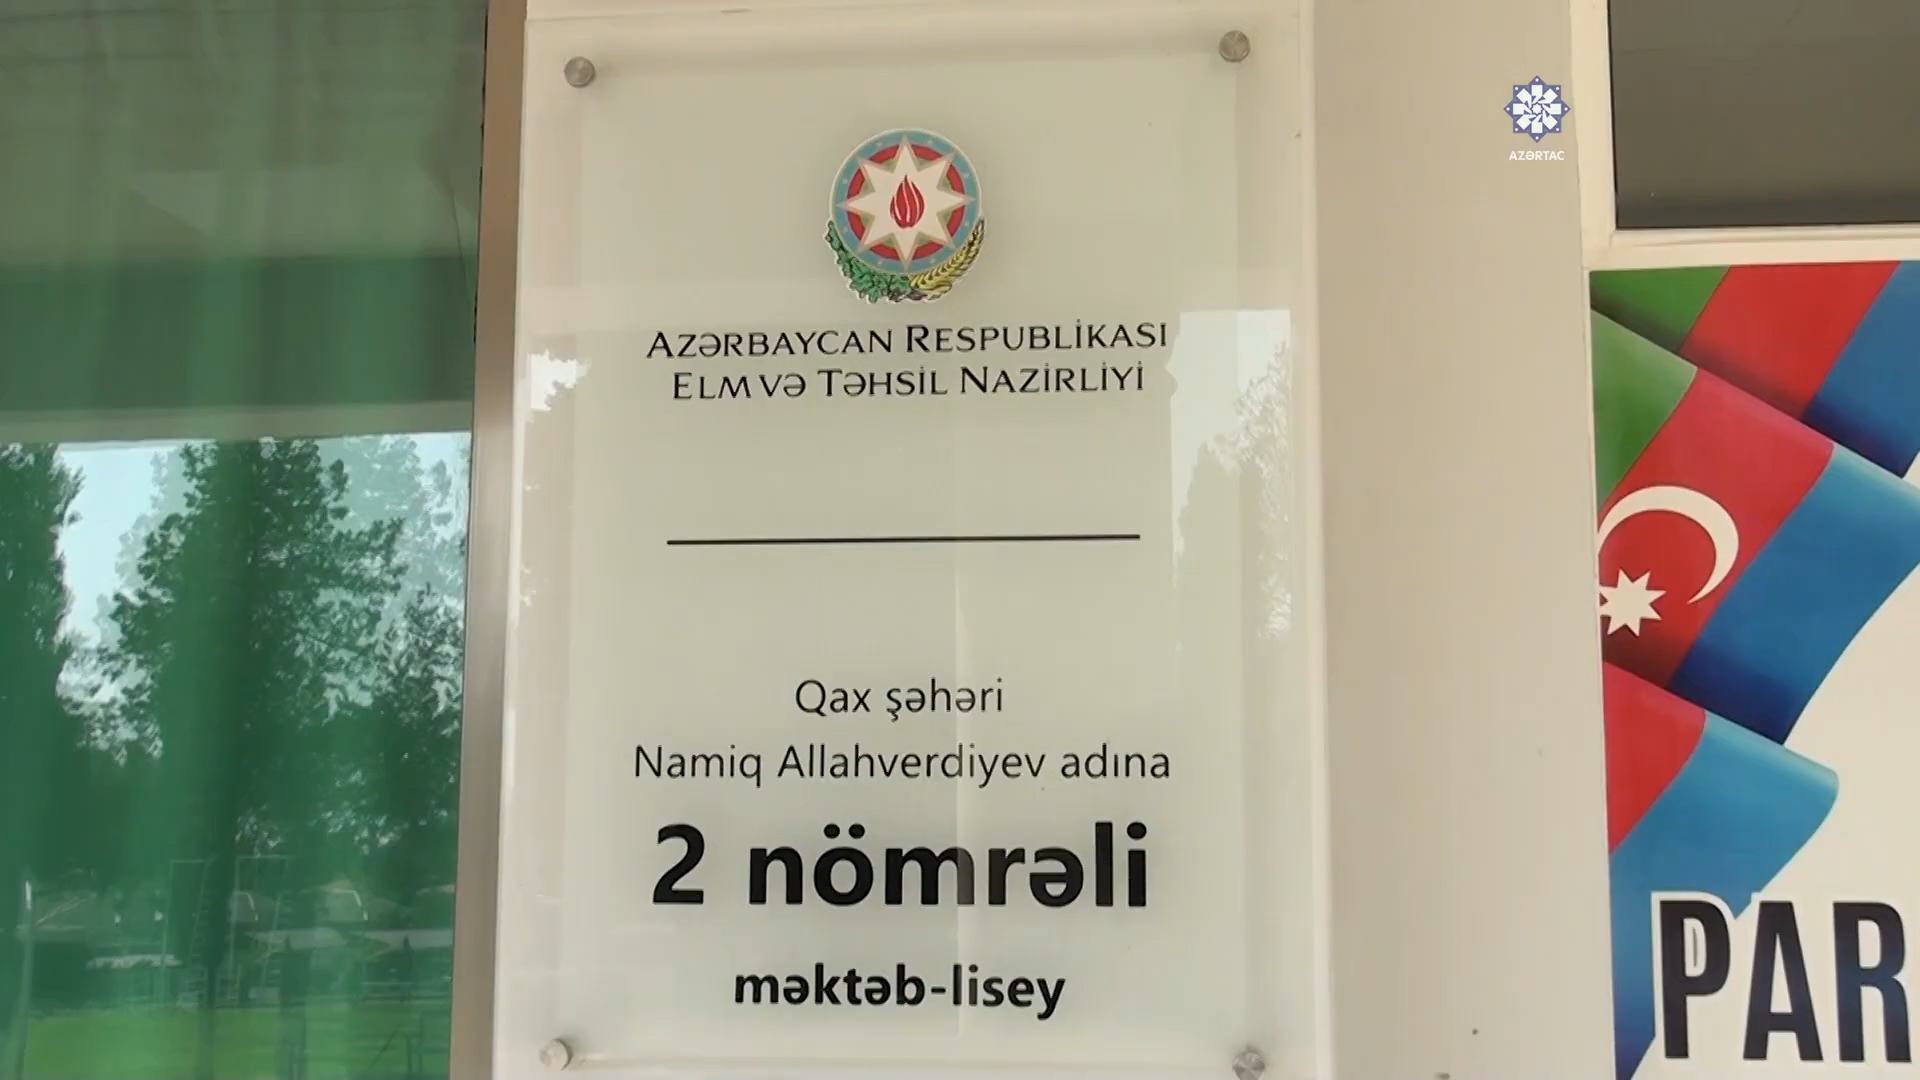 AZƏRTAC
AZƏRBAYCAN RESPUBLİKASI
ELM VƏ TƏHSİL NAZİRLİYİ
Qax şəhəri
Namiq Allahverdiyev adına
2 nömrəli
məktəb-lisey
PAR